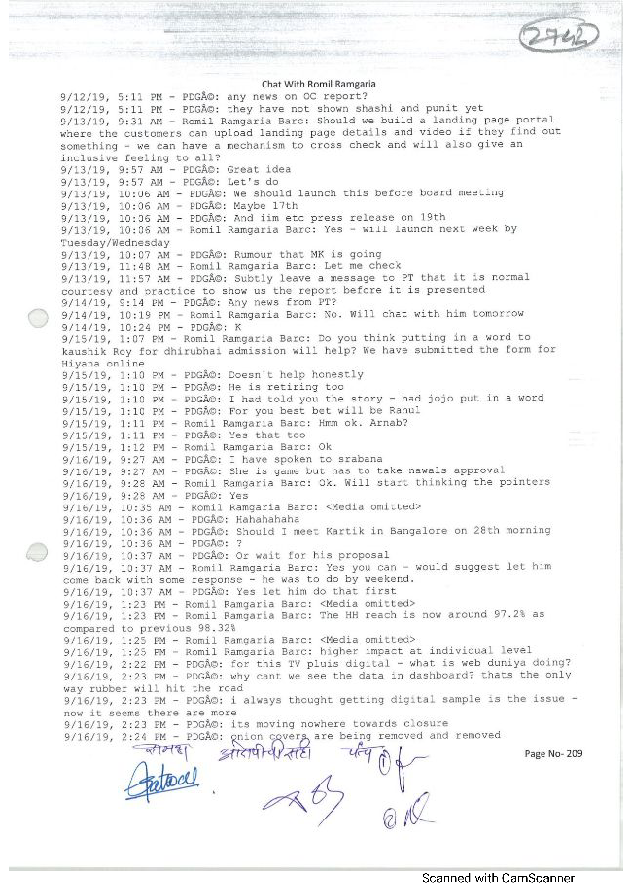 2742
Chat With Romil Ramgaria
9/12/19, 5:11 PM - PDGÂ©: any news on OC report?
9/12/19, 5:11 PM - PDGÂ©: they have not shown shashi and punit yet
9/13/19, 9:31 AM - Romil Ramgaria Barc: Should we build a landing page portal
where the customers can upload landing page details and video if they find out
something - we can have a mechanism to cross check and will also give an
inclusive feeling to all?
9/13/19, 9:57 AM - PDGÂ©: Great idea
9/13/19, 9:57 AM - PDGÂ©: Let's do
9/13/19, 10:06 AM - PDGÂ©: We should launch this before board meeting
9/13/19, 10:06 AM - PDGÂ©: Maybe 17th
9/13/19, 10:06 AM - PDGÂ©: And iim etc press release on 19th
9/13/19, 10:06 AM - Romil Ramgaria Barc: Yes - will launch next week by
Tuesday/Wednesday
9/13/19, 10:07 AM - PDGÂ©: Rumour that MK is going
9/13/19, 11:48 AM - Romil Ramgaria Barc: Let me check
9/13/19, 11:57 AM - PDGÂ©: Subtly leave a message to PT that it is normal
courtesy and practice to show us the report before it is presented
9/14/19, 9:14 PM - PDGÂ©: Any news from PT?
9/14/19, 10:19 PM - Romil Ramgaria Barc: No. Will chat with him tomorrow
9/14/19, 10:24 PM - PDGÂ©: K
9/15/19, 1:07 PM - Romil Ramgaria Barc: Do you think putting in a word to
kaushik Roy for dhirubhai admission will help? We have submitted the form for
Hiyana online
9/15/19, 1:10 PM - PDGÂ©: Doesn't help honestly
9/15/19, 1:10 PM - PDGÂ©: He is retiring too
9/15/19, 1:10 PM - PDGÂ©: I had told you the story - had jojo put in a word
9/15/19, 1:10 PM - PDGÂ©: For you best bet will be Rahul
9/15/19, 1:11 PM - Romil Ramgaria Barc: Hmm ok. Arnab?
9/15/19, 1:11 PM - PDGÂ©: Yes that too
9/15/19, 1:12 PM - Romil Ramgaria Barc: Ok
9/16/19, 9:27 AM - PDGÂ©: I have spoken to srabana
9/16/19, 9:27 AM - PDGÂ©: She is game but has to take nawals approval
9/16/19, 9:28 AM - Romil Ramgaria Barc: Ok. Will start thinking the pointers
9/16/19, 9:28 AM - PDGÂ©: Yes
9/16/19, 10:35 AM - Romil Ramgaria Barc: <Media omitted>
9/16/19, 10:36 AM - PDGÂ©: Hahahahaha
9/16/19, 10:36 AM - PDGÂ©: Should I meet Kartik in Bangalore on 28th morning
9/16/19, 10:36 AM - PDGÂ©: ?
9/16/19, 10:37 AM - PDGÂ©: Or wait for his proposal
9/16/19, 10:37 AM - Romil Ramgaria Barc: Yes you can - would suggest let him
come back with some response - he was to do by weekend.
9/16/19, 10:37 AM - PDGÂ©: Yes let him do that first
9/16/19, 1:23 PM - Romil Ramgaria Barc: <Media omitted>
9/16/19, 1:23 PM - Romil Ramgaria Barc: The HH reach is now around 97.2% as
compared to previous 98.32%
9/16/19, 1:25 PM - Romil Ramgaria Barc: <Media omitted>
9/16/19, 1:25 PM - Romil Ramgaria Barc: higher impact at individual level
9/16/19, 2:22 PM - PDGÂ©: for this TV pluis digital - what is web duniya doing?
9/16/19, 2:23 PM - PDGÂ©: why cant we see the data in dashboard? thats the only
way rubber will hit the road
9/16/19, 2:23 PM - PDGÂ©: i always thought getting digital sample is the issue -
now it seems there are more
9/16/19, 2:23 PM - PDGÂ©: its moving nowhere towards closure
9/16/19, 2:24 PM - PDGÂ©: onion covers are being removed and removed
आरोपीची सही
Page No- 209
Scanned with CamScanner